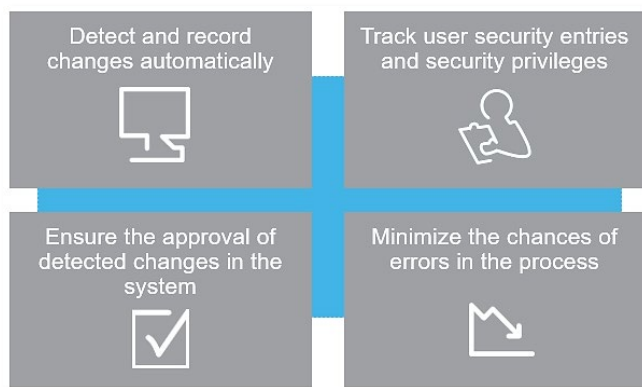 Detect and record
changes automatically
Track user security entries
and security privileges
Ensure the approval of
detected changes in the
system
Minimize the chances of
errors in the process